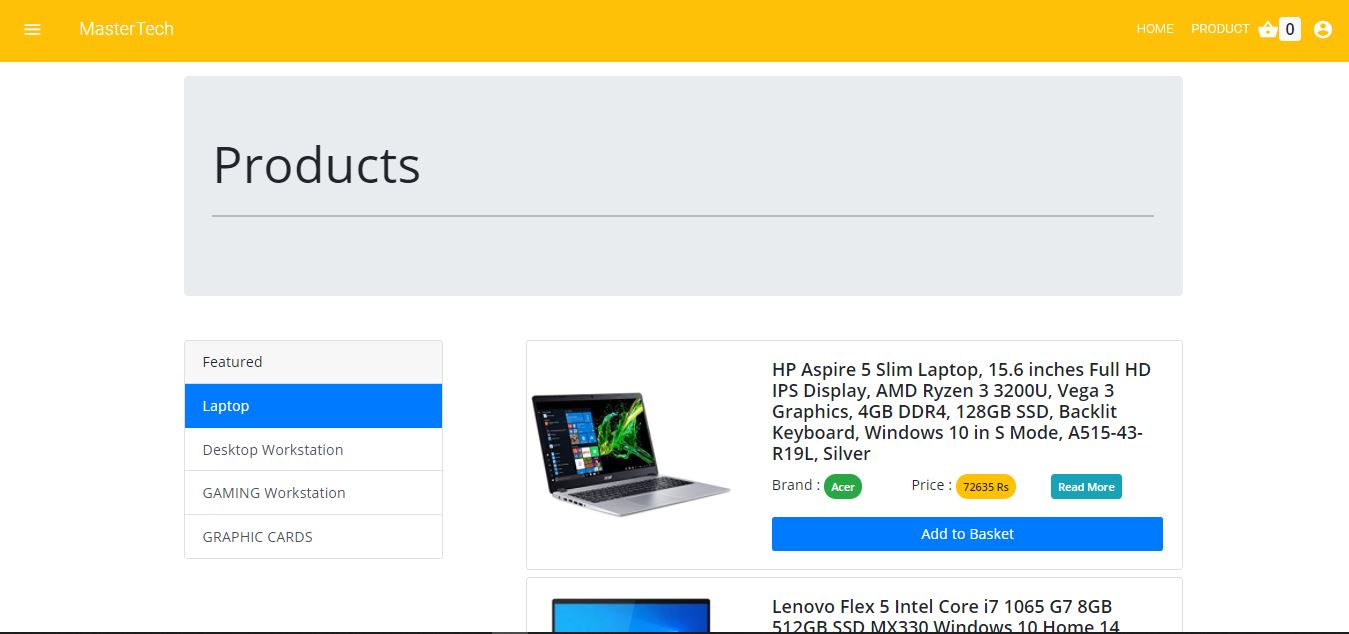 MasterTech
HOME PRODUCT 0
Products
Featured
Laptop
Desktop Workstation
GAMING Workstation
GRAPHIC CARDS
HP Aspire 5 Slim Laptop, 15.6 inches Full HD
IPS Display, AMD Ryzen 3 3200U, Vega 3
Graphics, 4GB DDR4, 128GB SSD, Backlit
Keyboard, Windows 10 in S Mode, A515-43-
R19L, Silver
Brand : Acer Price : 72635 Rs Read More
Add to Basket
Lenovo Flex 5 Intel Core i7 1065 G7 8GB
512GB SSD MX330 Windows 10 Home 14